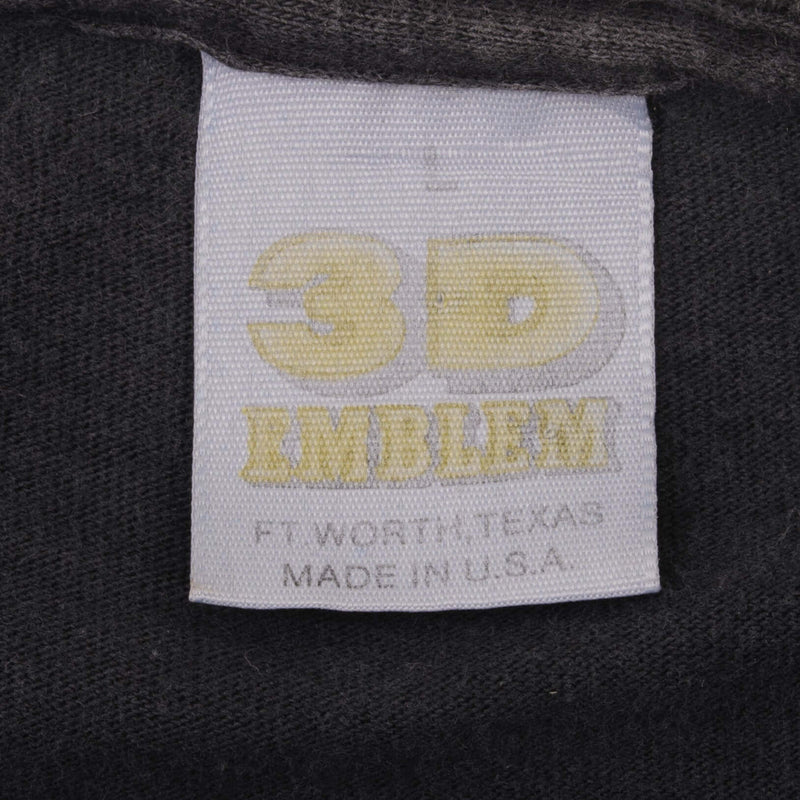 L
3D
EMBLEM
FT. WORTH, TEXAS
MADE IN U.S.A.